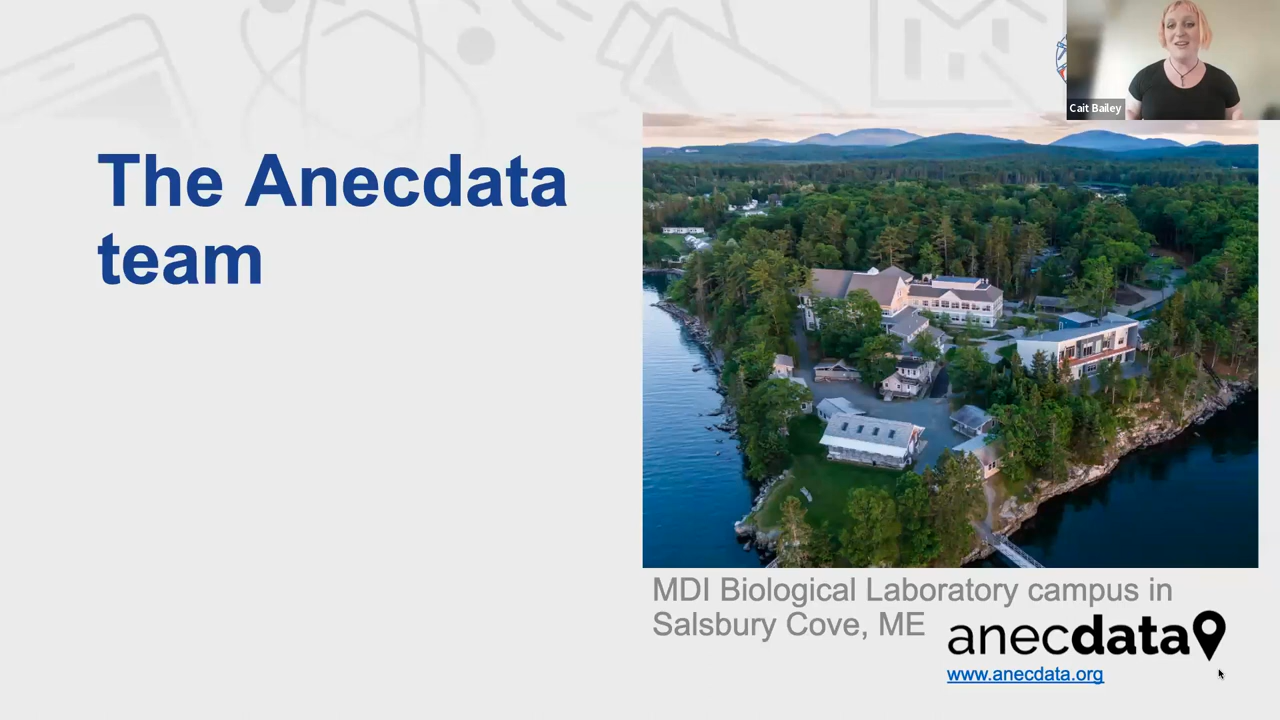 Cait Bailey
The Anecdata
team
MDI Biological Laboratory campus in
Salsbury Cove, ME
anecdata
www.anecdata.org